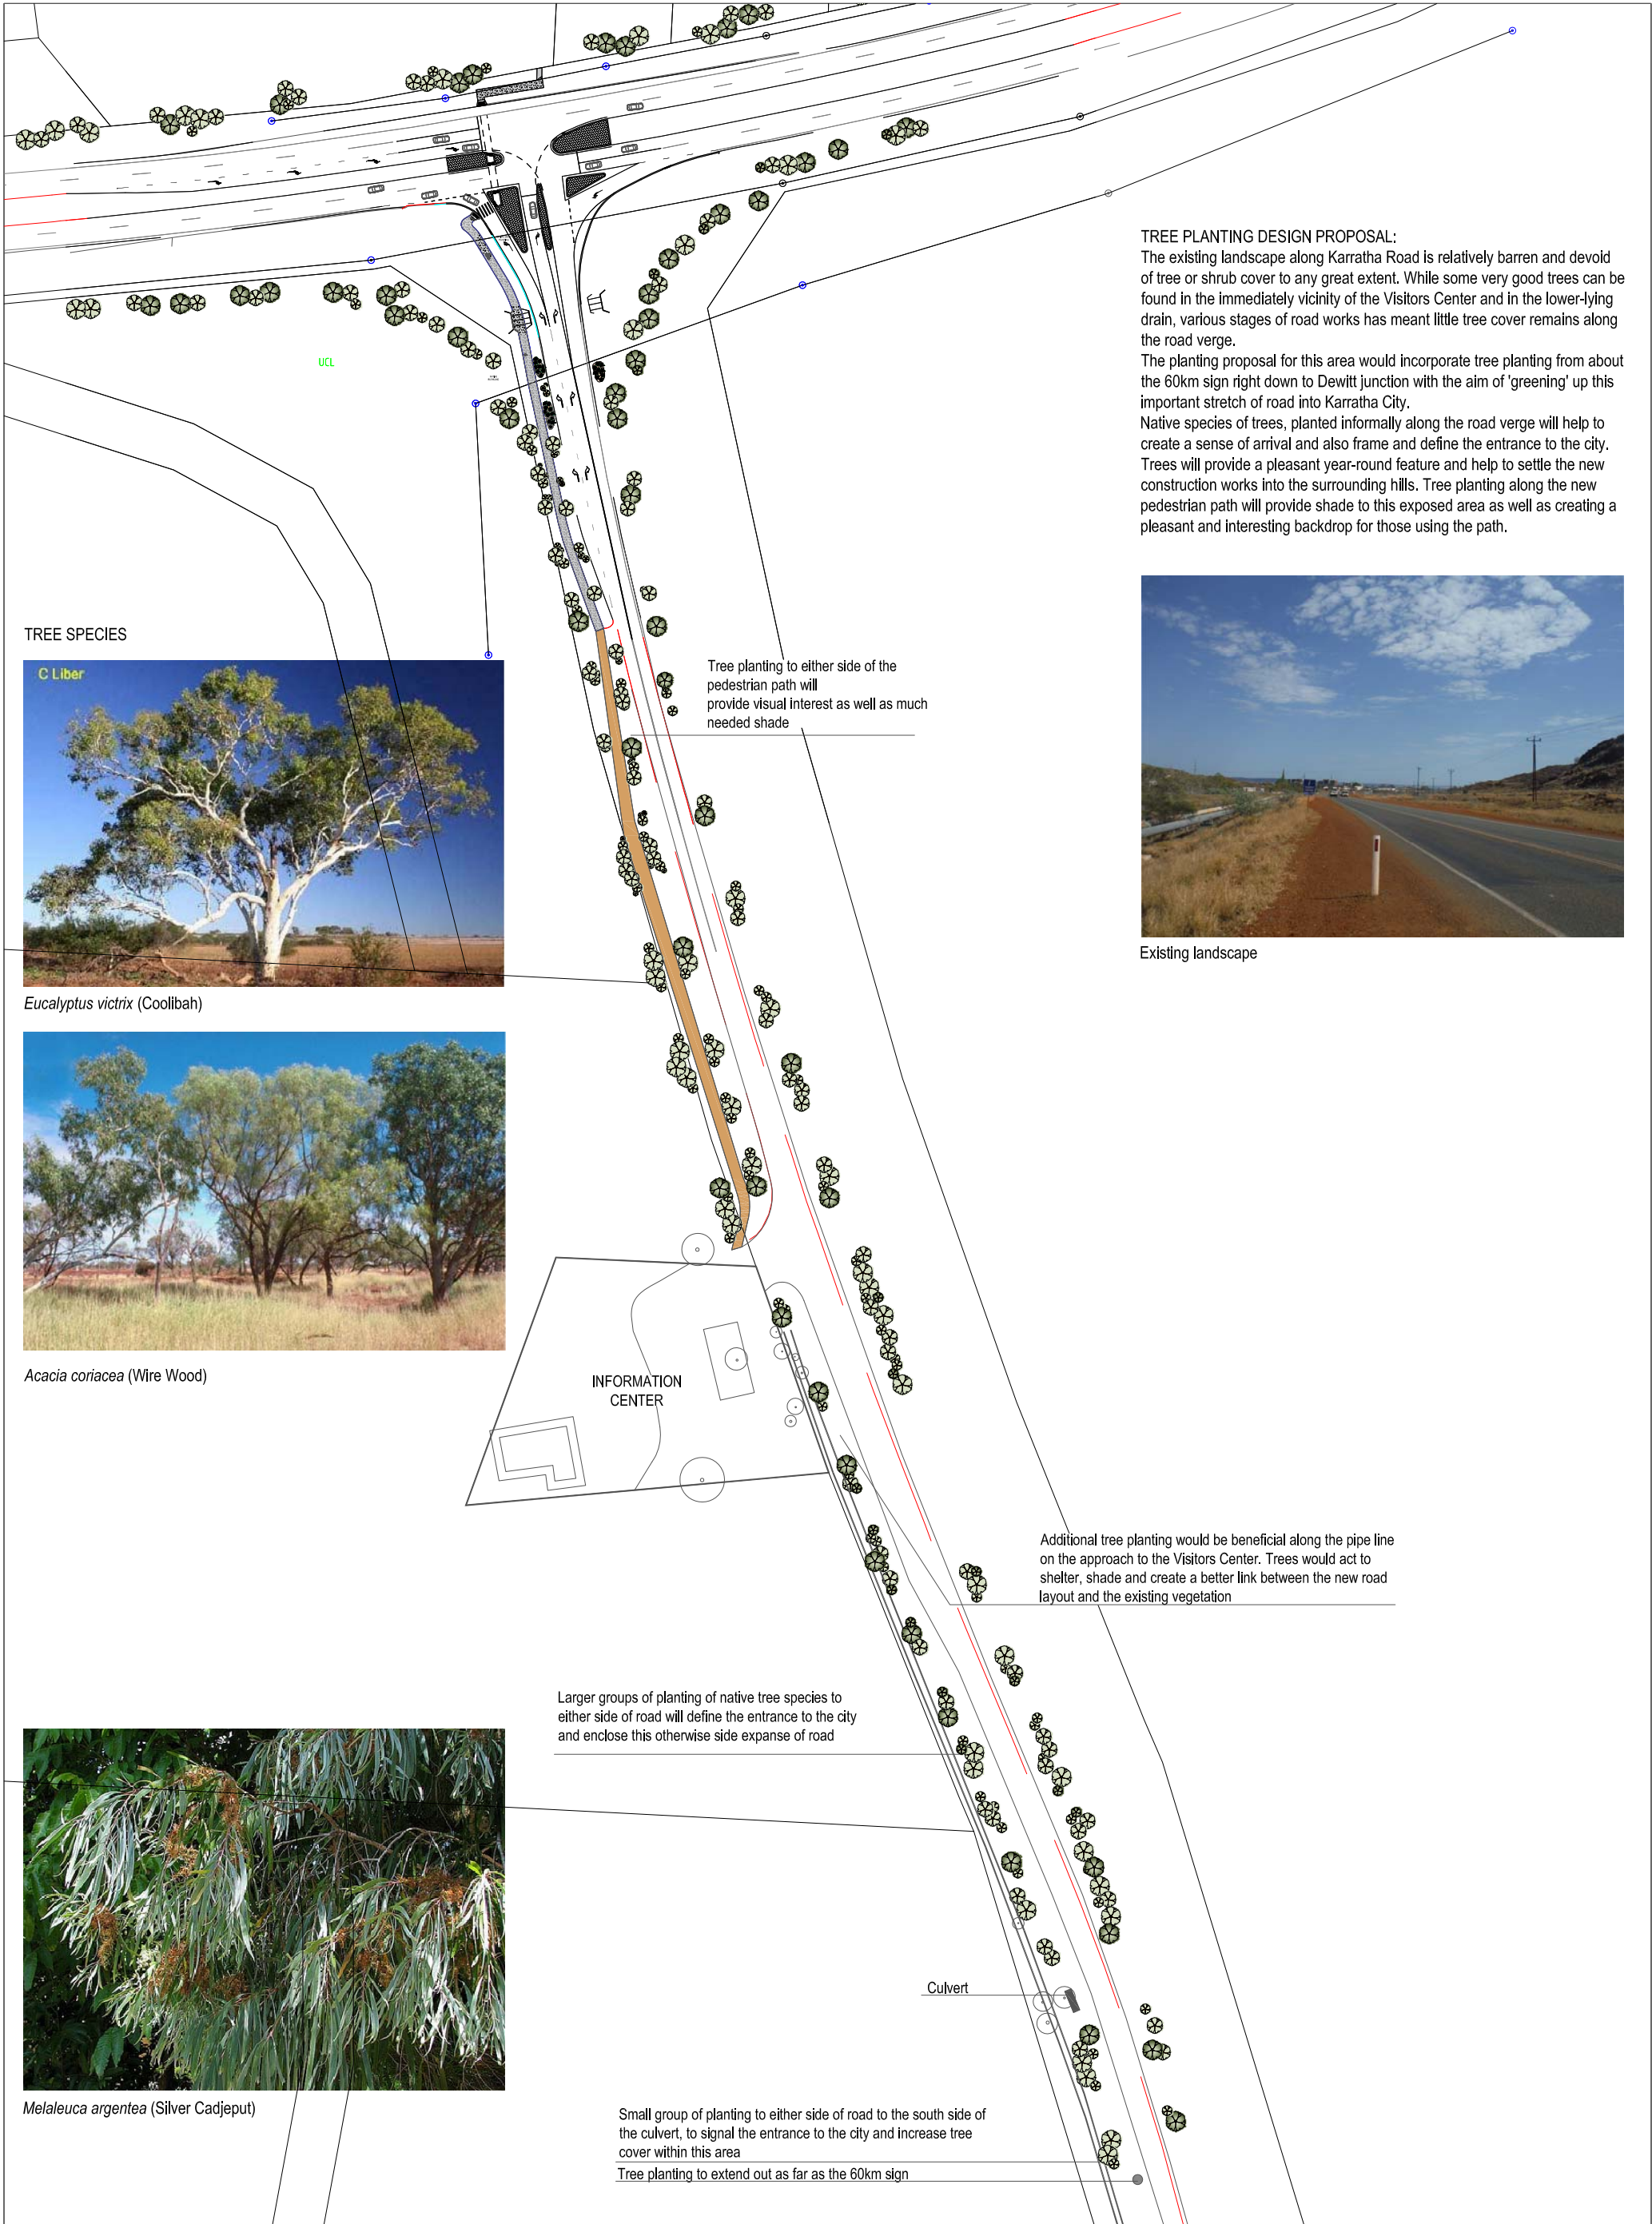 TREE PLANTING DESIGN PROPOSAL:
The existing landscape along Karratha Road is relatively barren and devoid
of tree or shrub cover to any great extent. While some very good trees can be
found in the immediately vicinity of the Visitors Center and in the lower-lying
drain, various stages of road works has meant little tree cover remains along
the road verge.
The planting proposal for this area would incorporate tree planting from about
the 60km sign right down to Dewitt junction with the aim of 'greening' up this
important stretch of road into Karratha City.
Native species of trees, planted informally along the road verge will help to
create a sense of arrival and also frame and define the entrance to the city.
Trees will provide a pleasant year-round feature and help to settle the new
construction works into the surrounding hills. Tree planting along the new
pedestrian path will provide shade to this exposed area as well as creating a
pleasant and interesting backdrop for those using the path.
Existing landscape
UCL
TREE SPECIES
C Liber
Eucalyptus victrix (Coolibah)
Acacia coriacea (Wire Wood)
Melaleuca argentea (Silver Cadjeput)
Tree planting to either side of the
pedestrian path will
provide visual interest as well as much
needed shade
INFORMATION
CENTER
Additional tree planting would be beneficial along the pipe line
on the approach to the Visitors Center. Trees would act to
shelter, shade and create a better link between the new road
layout and the existing vegetation
Larger groups of planting of native tree species to
either side of road will define the entrance to the city
and enclose this otherwise side expanse of road
Culvert
Small group of planting to either side of road to the south side of
the culvert, to signal the entrance to the city and increase tree
cover within this area
Tree planting to extend out as far as the 60km sign